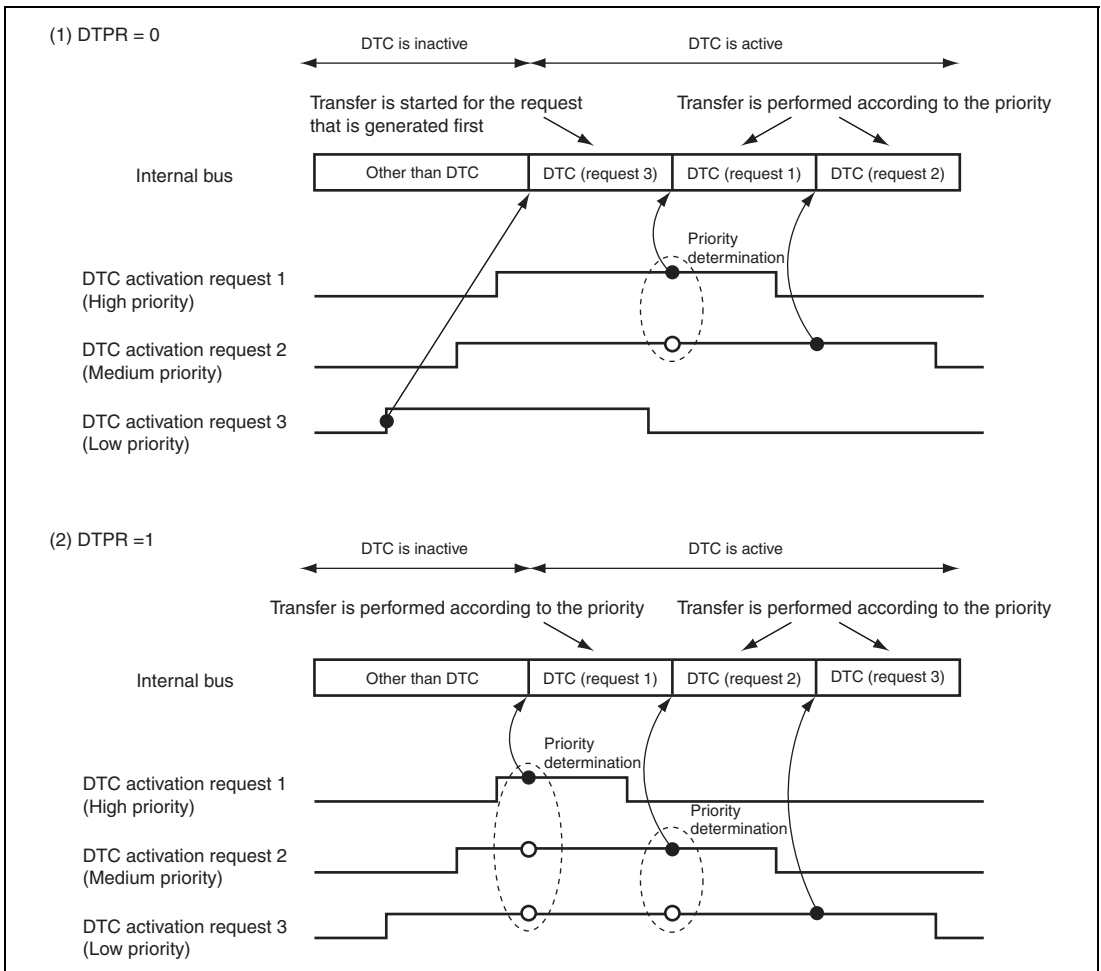 (1) DTPR = 0
DTC is inactive
DTC is active
Transfer is started for the request
that is generated first
Transfer is performed according to the priority
Internal bus
Other than DTC
DTC (request 3)
DTC (request 1)
DTC (request 2)
Priority
determination
DTC activation request 1
(High priority)
DTC activation request 2
(Medium priority)
DTC activation request 3
(Low priority)
(2) DTPR =1
DTC is inactive
DTC is active
Transfer is performed according to the priority
Transfer is performed according to the priority
Internal bus
Other than DTC
DTC (request 1)
DTC (request 2)
DTC (request 3)
Priority
determination
DTC activation request 1
(High priority)
Priority
determination
DTC activation request 2
(Medium priority)
DTC activation request 3
(Low priority)